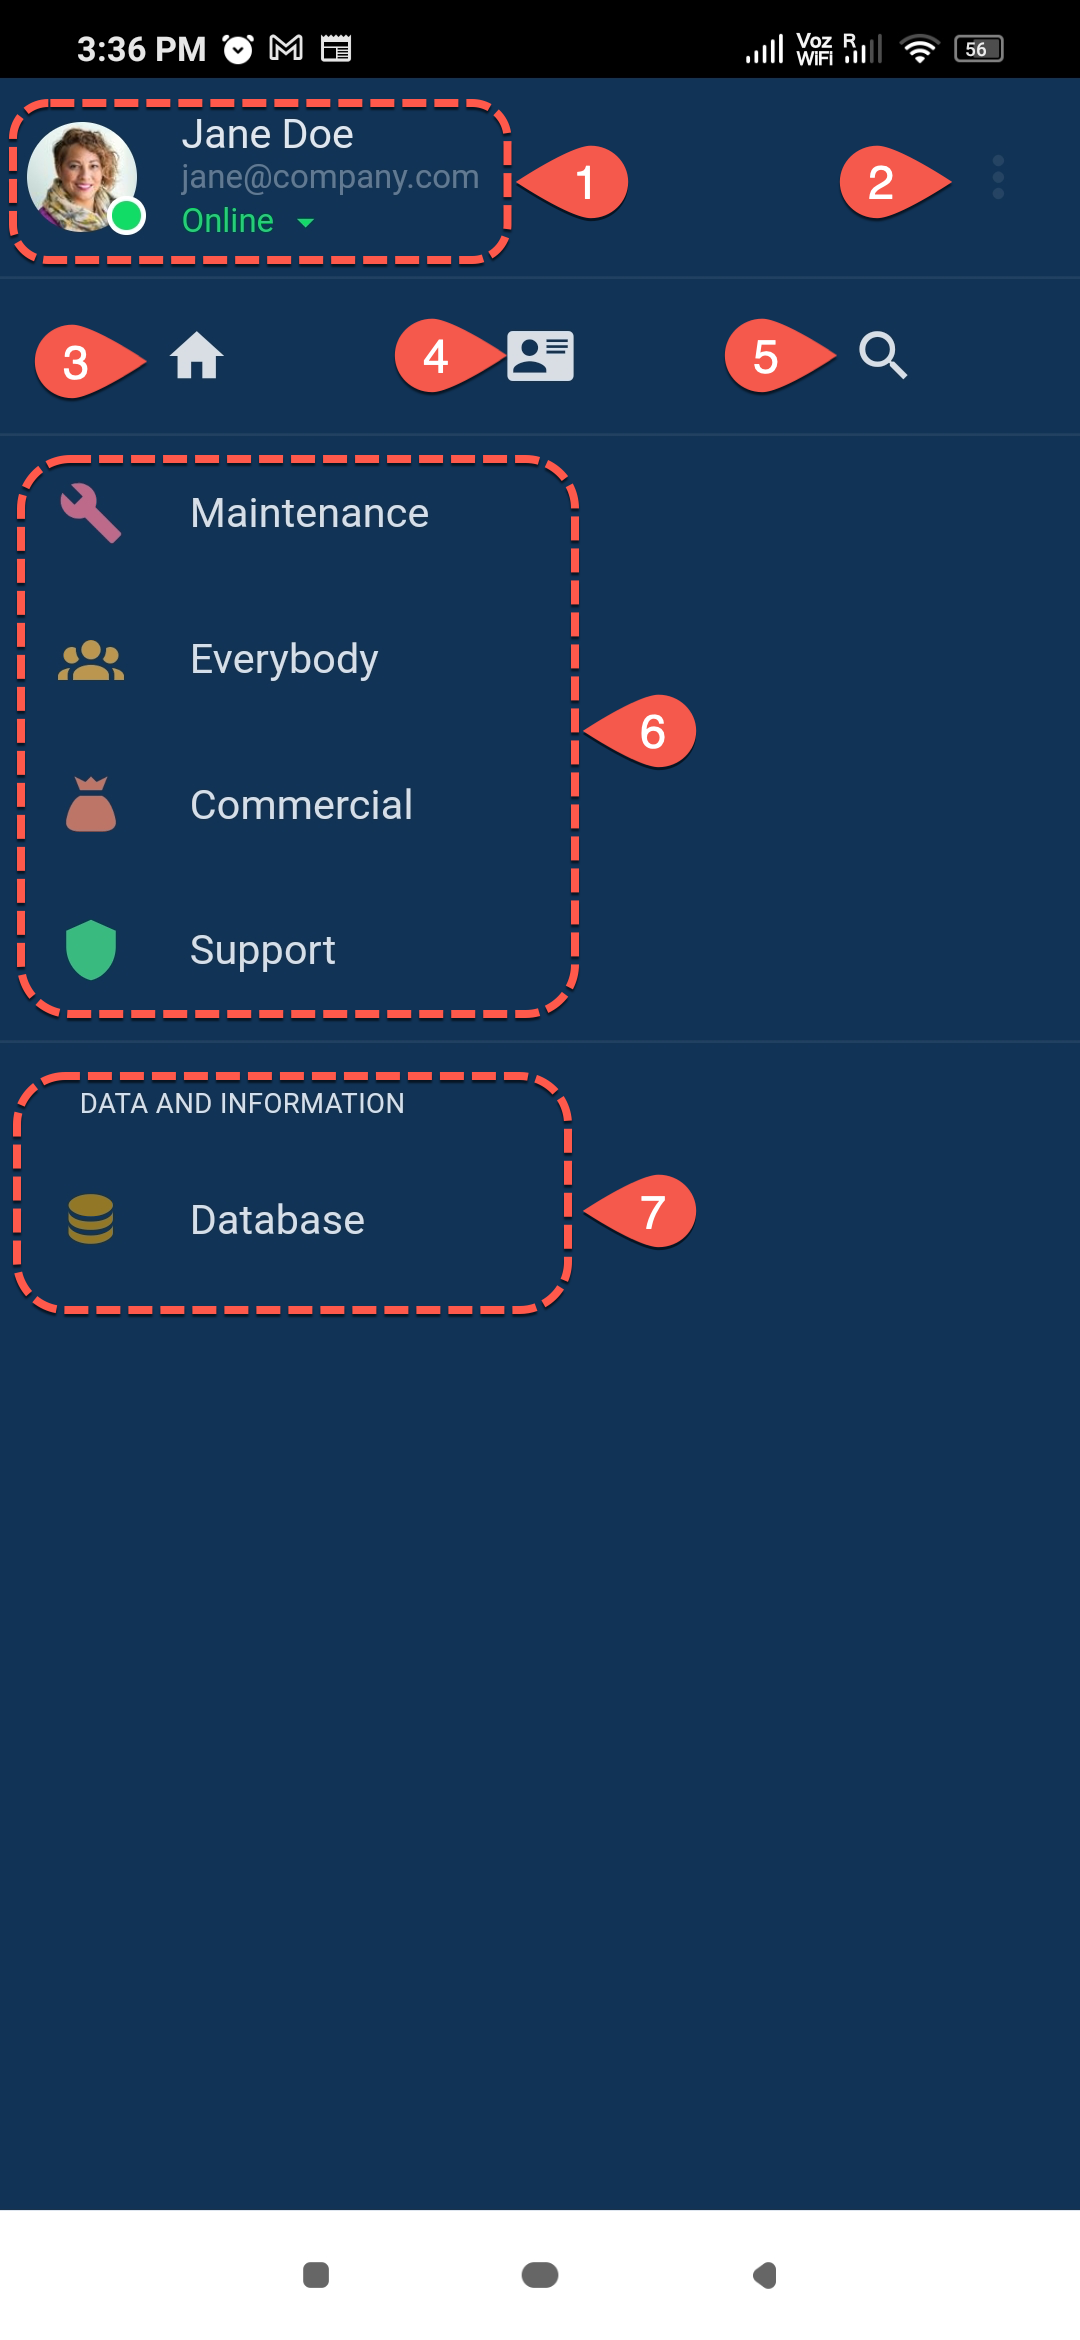 3:36 PM Voz WiFi R 56
Jane Doe
jane@company.com
Online
1
2
3
4
5
Maintenance
Everybody
6
Commercial
Support
DATA AND INFORMATION
Database
7